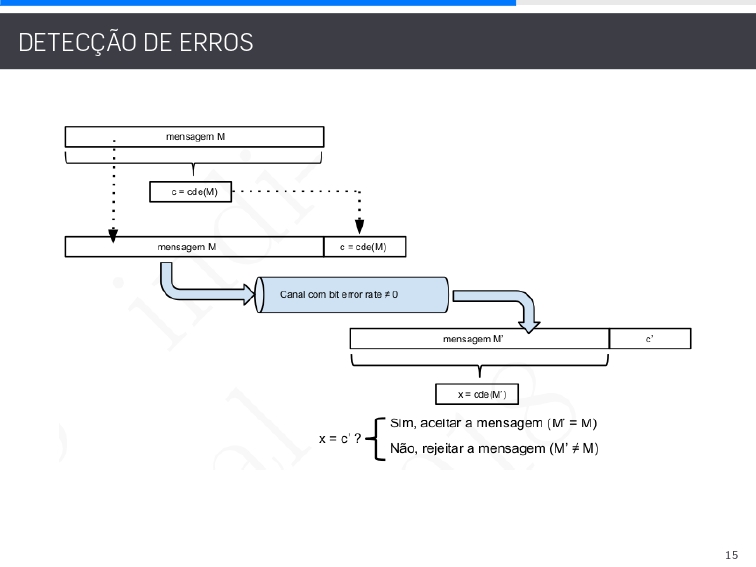 DETECÇÃO DE ERROS
mensagem M
c = cde(M)
mensagem M
c = cde(M)
Canal com bit error rate ≠ 0
mensagem M'
c'
x = cde(M')
Sim, aceitar a mensagem (M' = M)
x = c' ?
Não, rejeitar a mensagem (M' ≠ M)
15